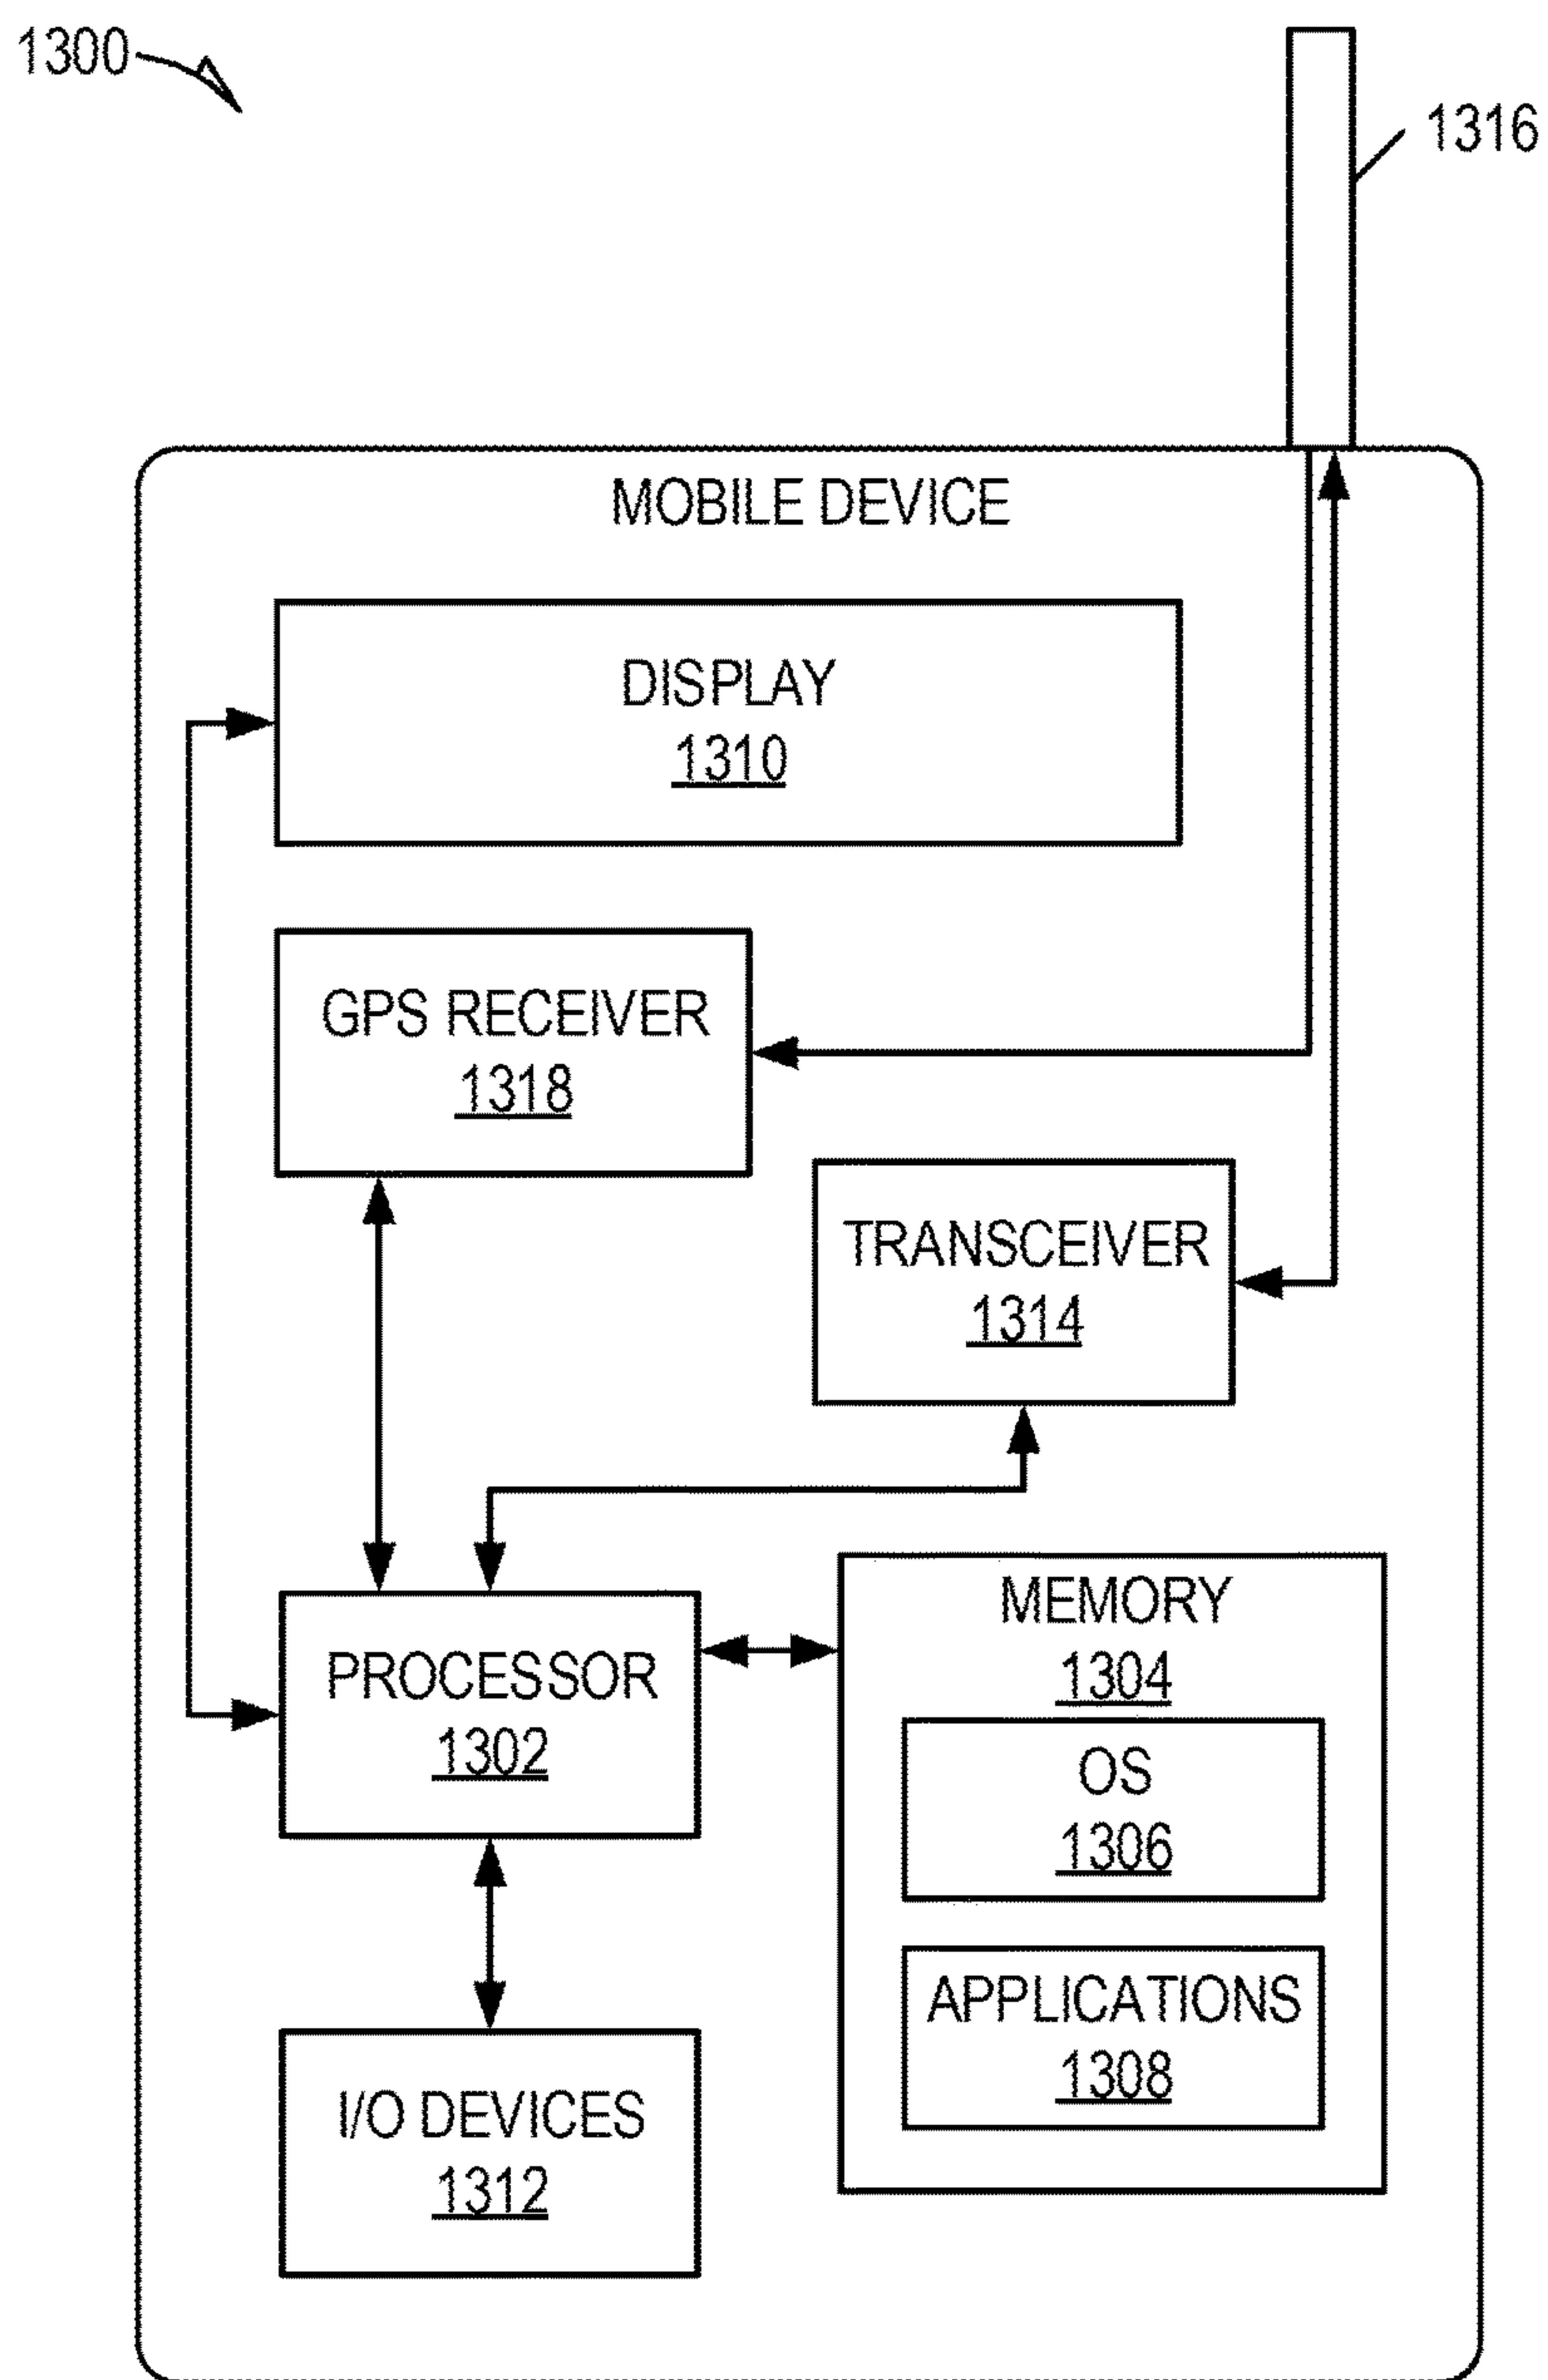 1300
1316
MOBILE DEVICE
DISPLAY
1310
GPS RECEIVER
1318
TRANSCEIVER
1314
PROCESSOR
1302
MEMORY
1304
OS
1306
APPLICATIONS
1308
I/O DEVICES
1312